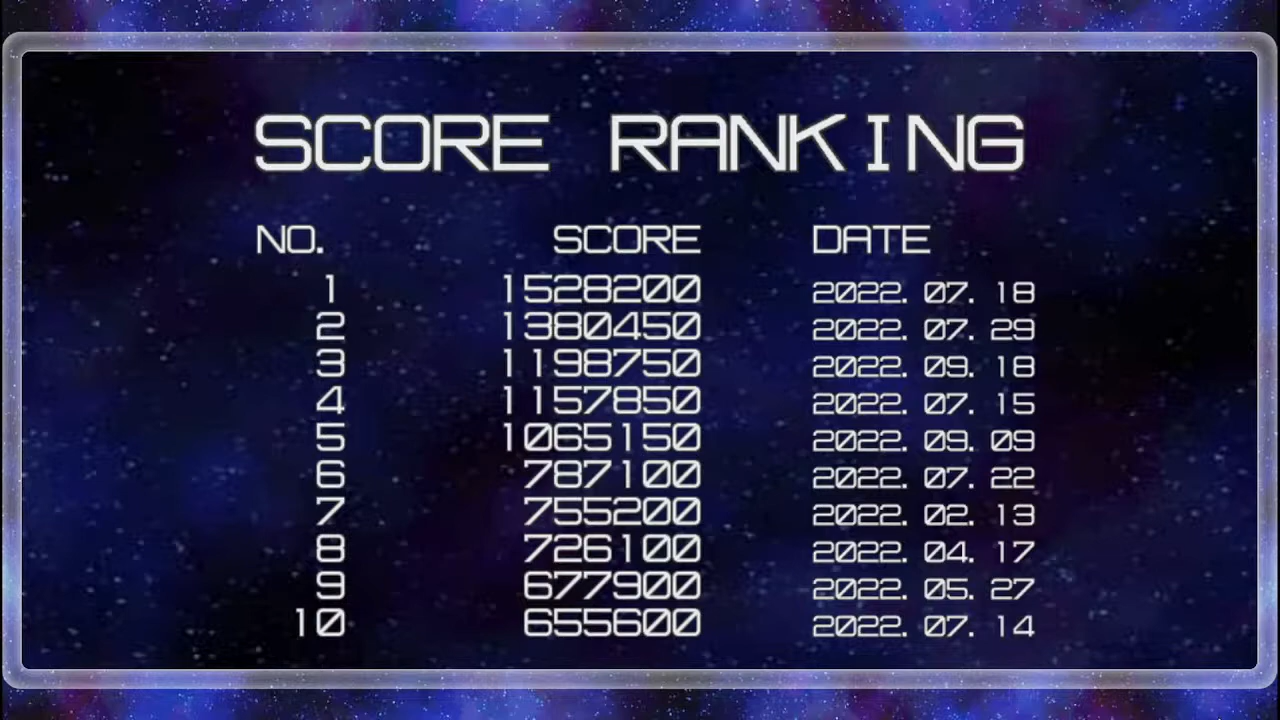 SCORE RANKING
NO. SCORE DATE
1 1528200 2022. 07. 18
2 1380450 2022. 07. 29
3 1198750 2022. 09. 18
4 1157850 2022. 07. 15
5 1065150 2022. 09. 09
6 787100 2022. 07. 22
7 755200 2022. 02. 13
8 726100 2022. 04. 17
9 677900 2022. 05. 27
10 655600 2022. 07. 14